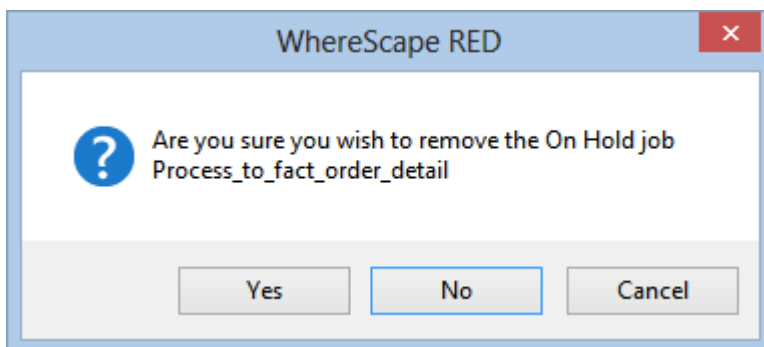 WhereScape RED
Are you sure you wish to remove the On Hold job
Process_to_fact_order_detail
Yes No Cancel